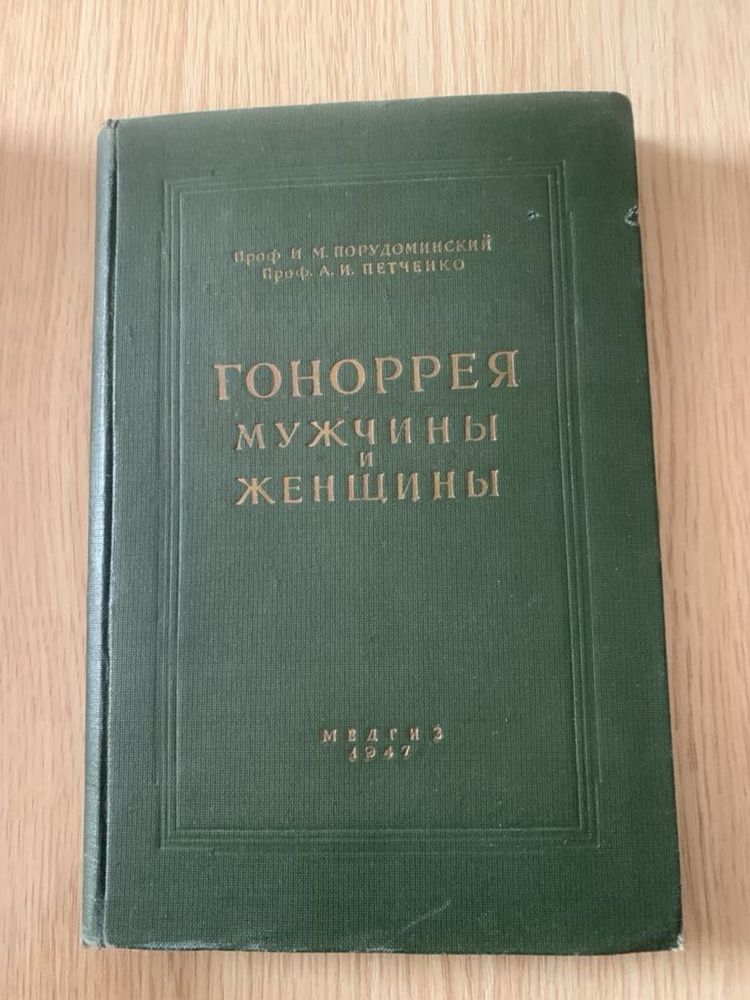 Проф. И. М. ПОРУДОМИНСКИЙ
Проф. А. И. ПЕТЧЕНКО
ГОНОРРЕЯ
МУЖЧИНЫ
И
ЖЕНЩИНЫ
МЕДГИЗ
1947